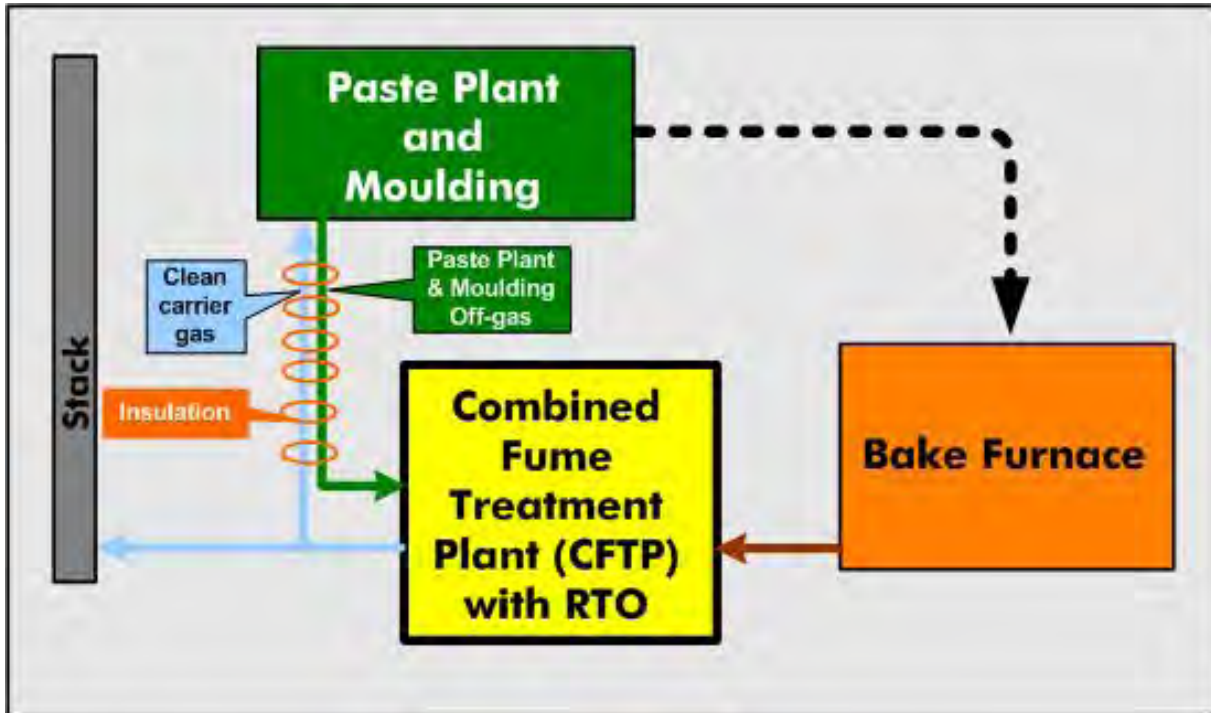 Paste Plant
and
Moulding
Clean
carrier
gas
Paste Plant
& Moulding
Off-gas
Stack
Insulation
Combined
Fume
Treatment
Plant (CFTP)
with RTO
Bake Furnace